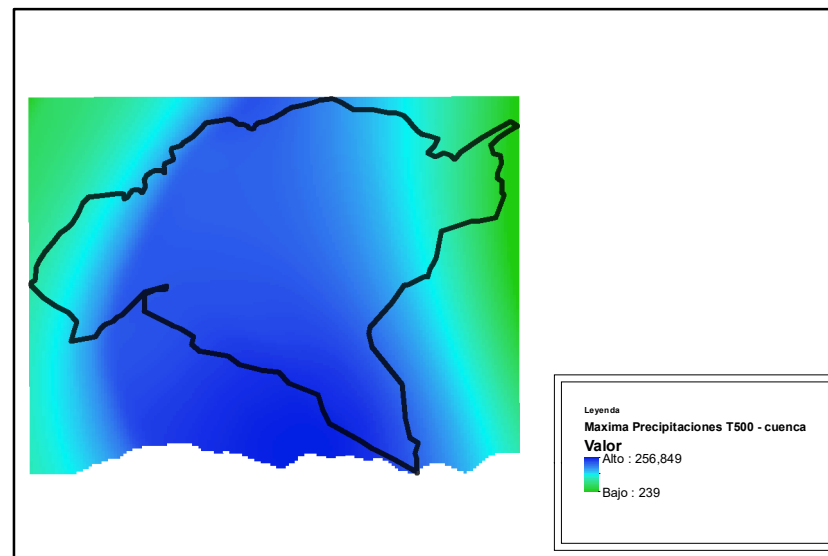 Leyenda
Maxima Precipitaciones T500 - cuenca
Valor
Alto : 256,849
Bajo : 239